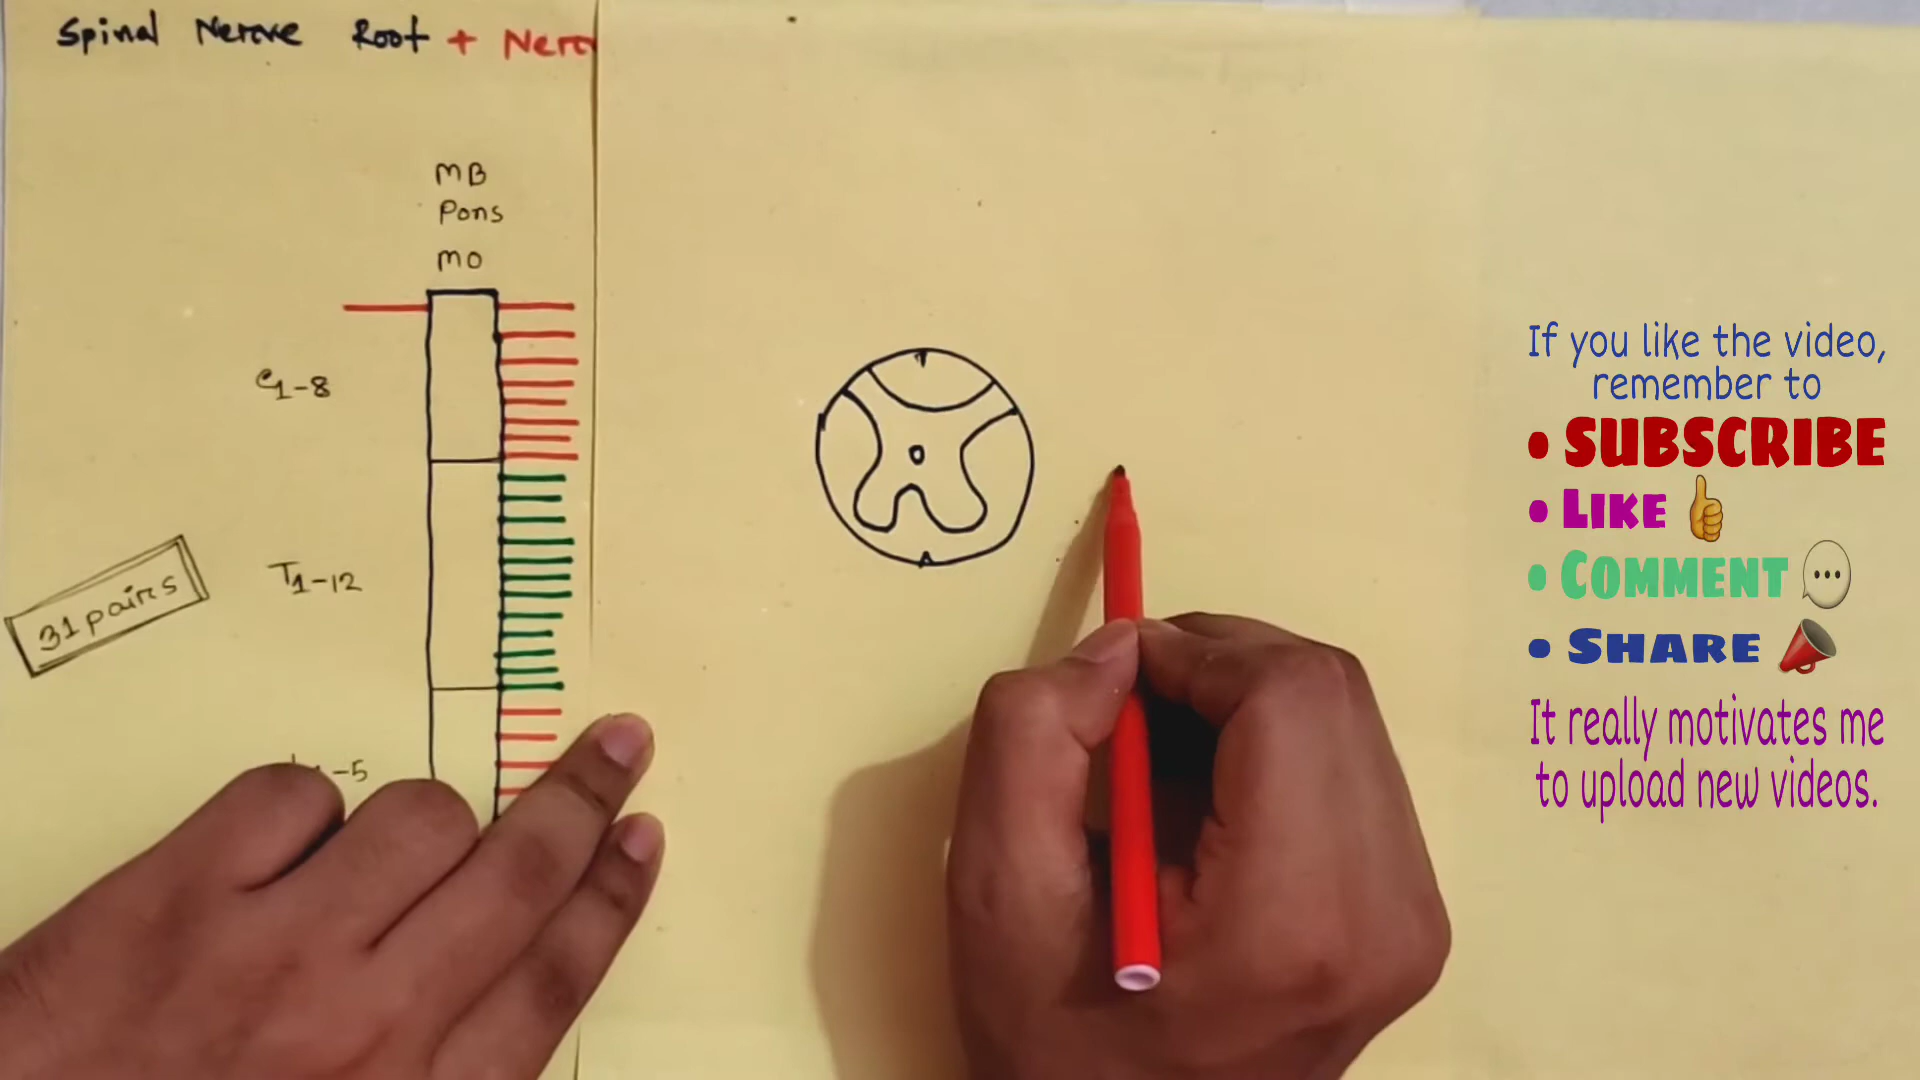 Spinal Nerve Root + Nerv
MB
Pons
MO
C1-8
T1-12
31 pairs
-5
If you like the video,
remember to
• SUBSCRIBE
• LIKE 👍
• COMMENT 💬
• SHARE 📣
It really motivates me
to upload new videos.